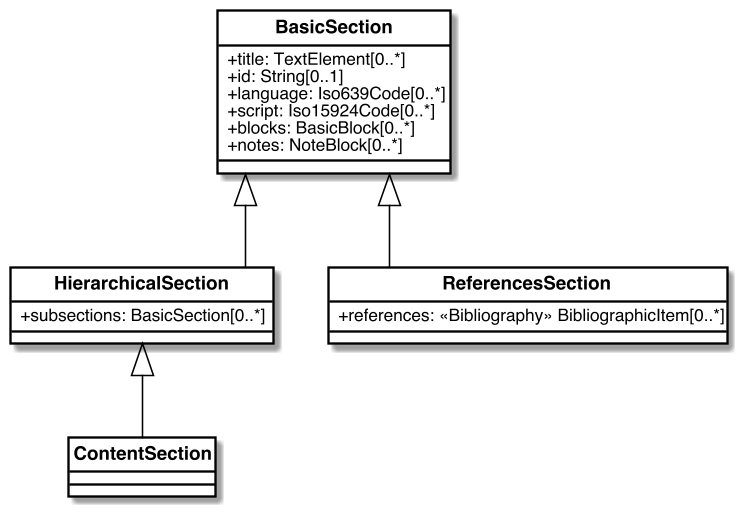 BasicSection
+title: TextElement[0..*]
+id: String[0..1]
+language: Iso639Code[0..*]
+script: Iso15924Code[0..*]
+blocks: BasicBlock[0..*]
+notes: NoteBlock[0..*]
HierarchicalSection
+subsections: BasicSection[0..*]
ReferencesSection
+references: «Bibliography» BibliographicItem[0..*]
ContentSection